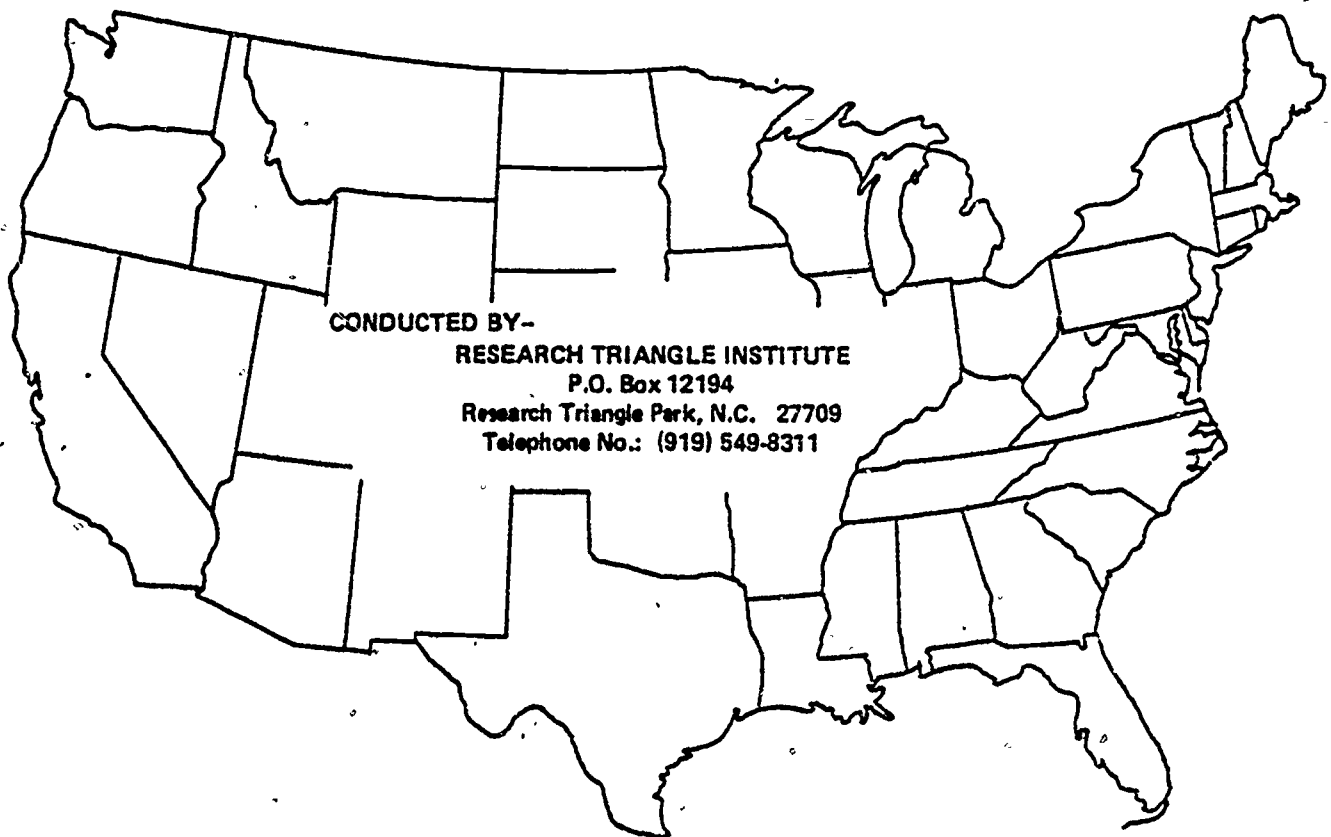 CONDUCTED BY-
RESEARCH TRIANGLE INSTITUTE
P.O. Box 12194
Research Triangle Park, N.C. 27709
Telephone No.: (919) 549-8311